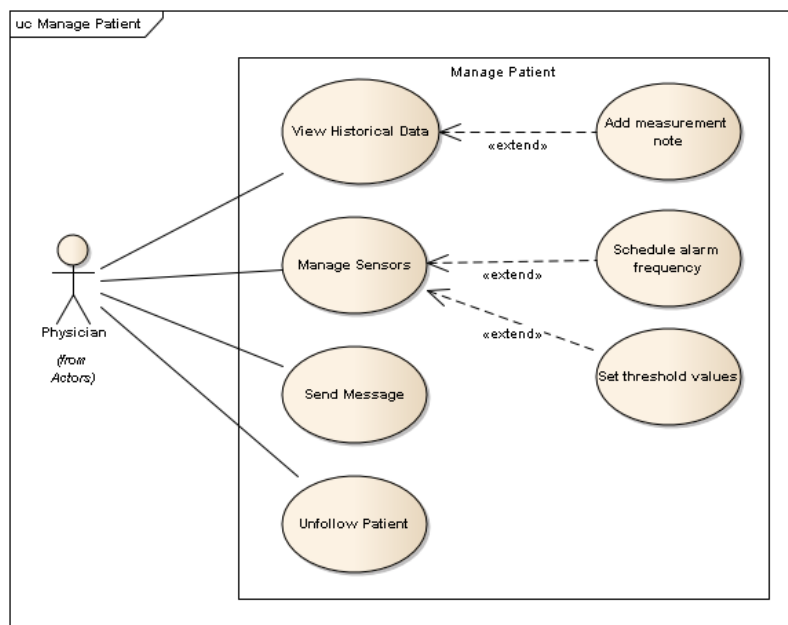 uc Manage Patient
Manage Patient
View Historical Data
«extend»
Add measurement
note
Manage Sensors
«extend»
Schedule alarm
frequency
Physician
(from
Actors)
«extend»
Set threshold values
Send Message
Unfollow Patient